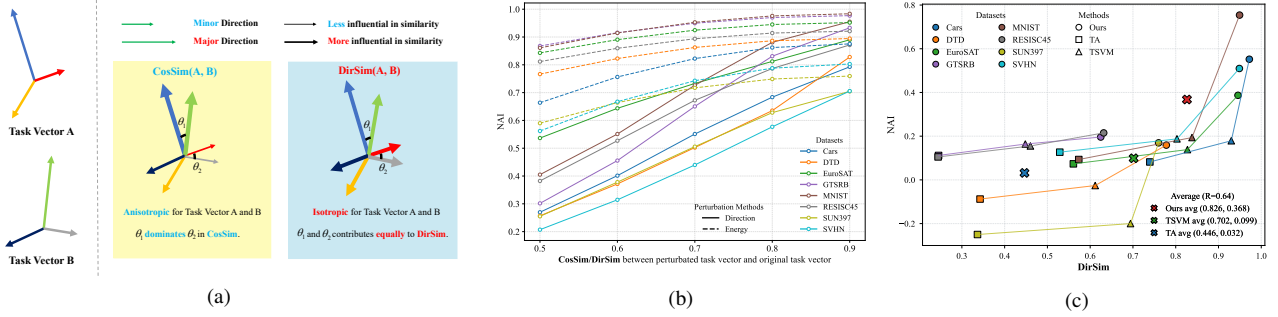 Minor Direction
Less influential in similarity
Major Direction
More influential in similarity
CosSim(A, B)
DirSim(A, B)
θ1
θ2
θ1
θ2
Anisotropic for Task Vector A and B
θ1 dominates θ2 in CosSim.
Isotropic for Task Vector A and B
θ1 and θ2 contributes equally to DirSim.
Task Vector A
Task Vector B
(a)
NAI
1.0
0.9
0.8
0.7
0.6
0.5
0.4
0.3
0.2
0.5
0.6
0.7
0.8
0.9
CosSim/DirSim between perturbated task vector and original task vector
Perturbation Methods
Direction
Energy
Datasets
Cars
DTD
EuroSAT
GTSRB
MNIST
RESISC45
SUN397
SVHN
(b)
NAI
0.8
0.6
0.4
0.2
0.0
−0.2
0.3
0.4
0.5
0.6
0.7
0.8
0.9
1.0
DirSim
Datasets
Cars
DTD
EuroSAT
GTSRB
MNIST
RESISC45
SUN397
SVHN
Methods
Ours
TA
TSVM
Average (R=0.64)
Ours avg (0.826, 0.368)
TSVM avg (0.702, 0.099)
TA avg (0.446, 0.032)
(c)